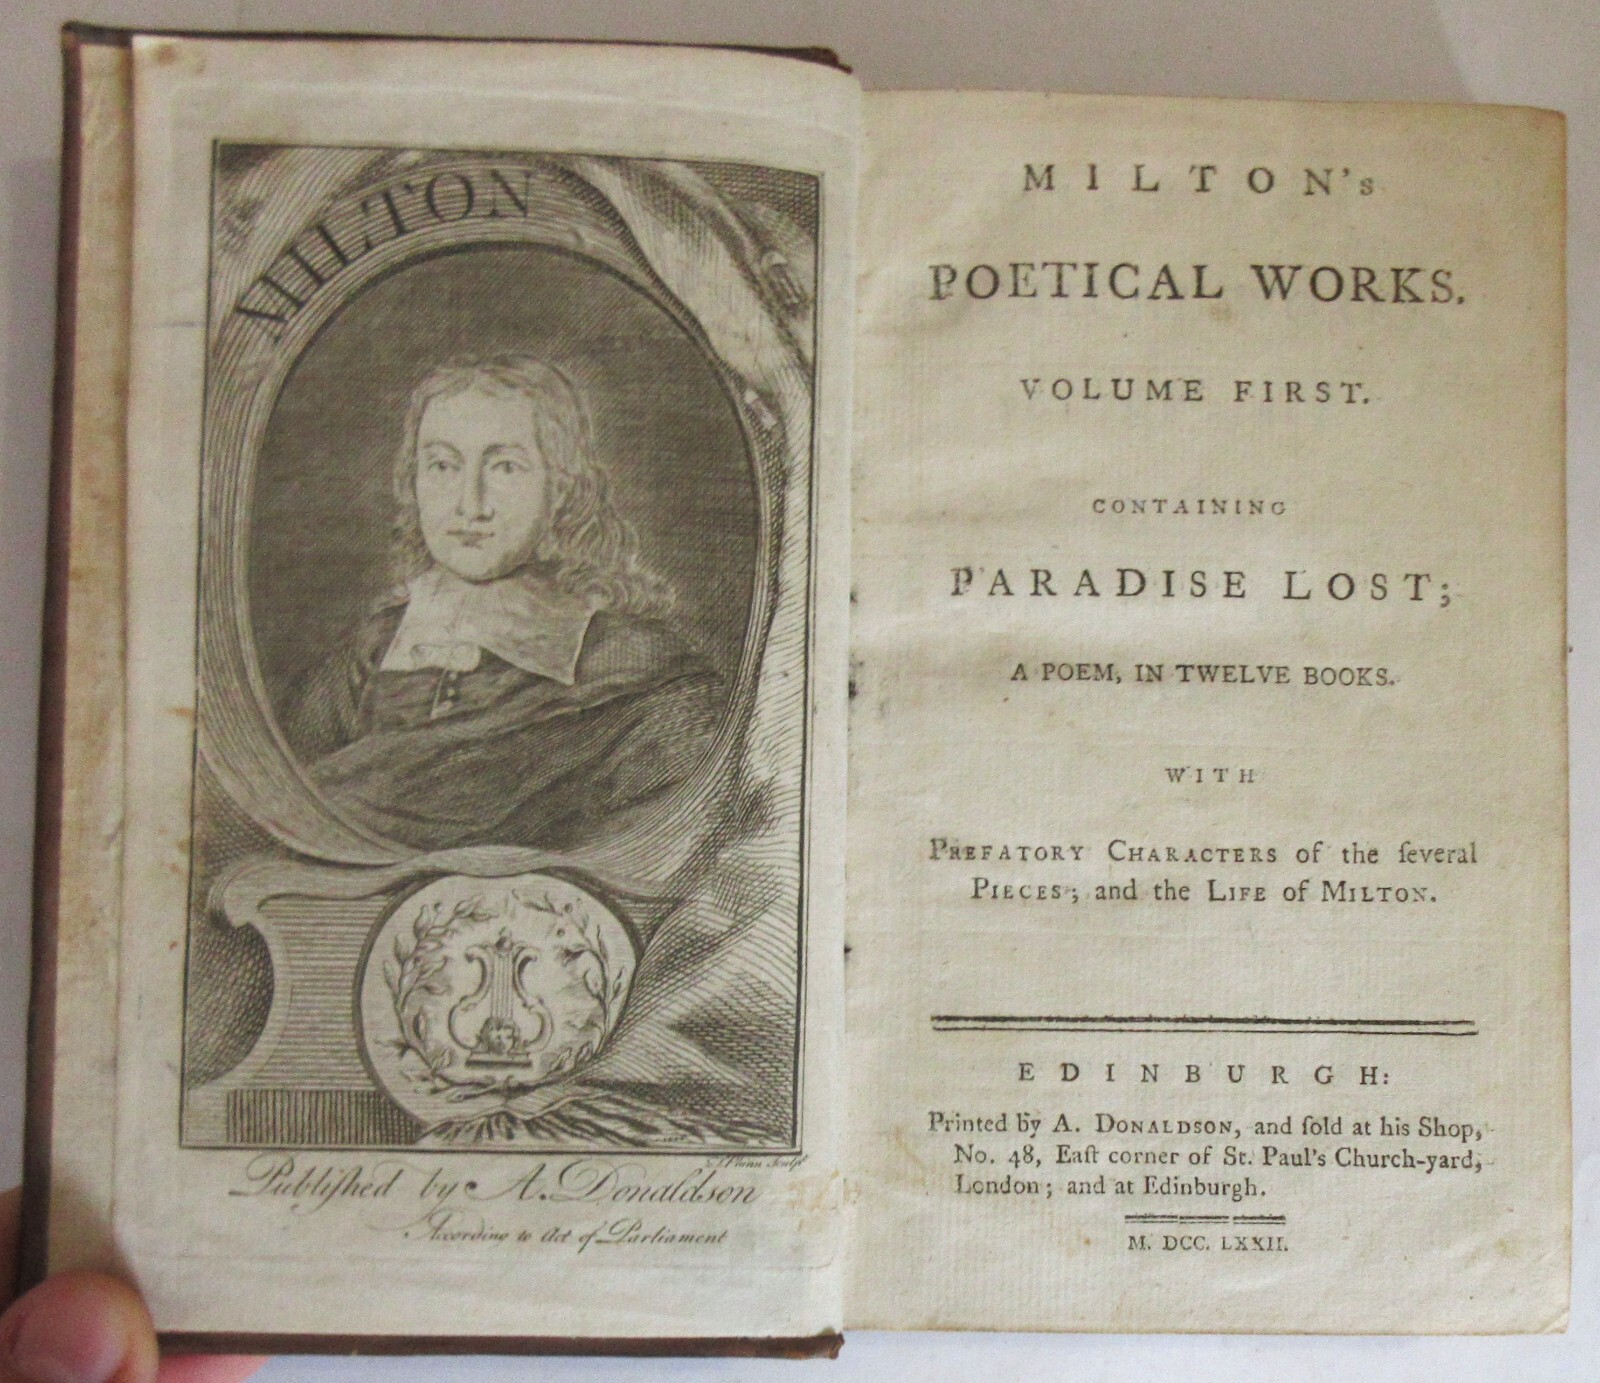 MILTON
Published by A. Donaldson
According to Act of Parliament
MILTON's
POETICAL WORKS.
VOLUME FIRST.
CONTAINING
PARADISE LOST;
A POEM, IN TWELVE BOOKS.
WITH
PREFATORY CHARACTERS of the ſeveral
PIECES; and the LIFE of MILTON.
EDINBURGH:
Printed by A. DONALDSON, and ſold at his Shop,
No. 48, Eaſt corner of St. Paul's Church-yard,
London; and at Edinburgh.
M. DCC. LXXII.